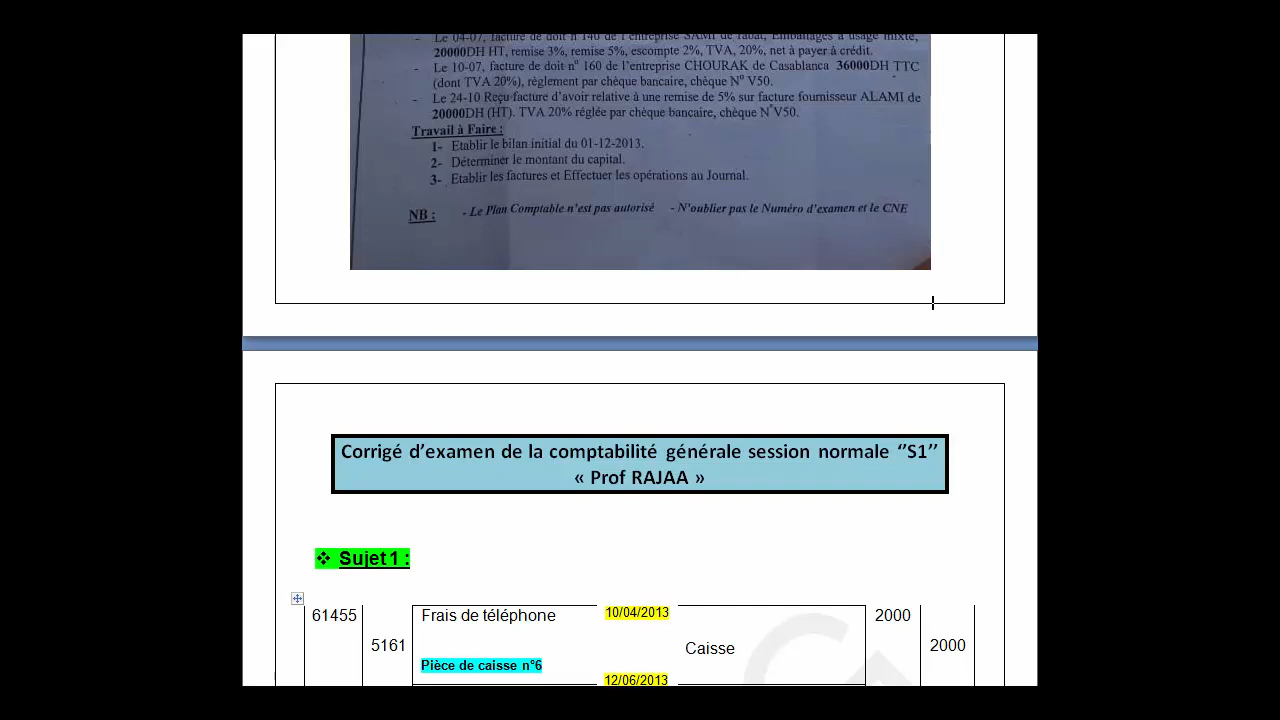 - Le 04-07, facture de doit n°140 de l'entreprise SAMI de rabat, Emballages à usage mixte,
20000DH HT, remise 3%, remise 5%, escompte 2%, TVA, 20%, net à payer à crédit.
- Le 10-07, facture de doit n° 160 de l'entreprise CHOURAK de Casablanca 36000DH TTC
(dont TVA 20%), règlement par chèque bancaire, chèque N° V50.
- Le 24-10 Reçu facture d'avoir relative à une remise de 5% sur facture fournisseur ALAMI de
20000DH (HT). TVA 20% réglée par chèque bancaire, chèque N°V50.
Travail à Faire :
1- Etablir le bilan initial du 01-12-2013.
2- Déterminer le montant du capital.
3- Etablir les factures et Effectuer les opérations au Journal.
NB : - Le Plan Comptable n'est pas autorisé - N'oublier pas le Numéro d'examen et le CNE
Corrigé d'examen de la comptabilité générale session normale ‘’S1’’
« Prof RAJAA »
❖ Sujet 1 :
10/04/2013
61455 Frais de téléphone 2000
5161 Caisse 2000
Pièce de caisse n°6
12/06/2013